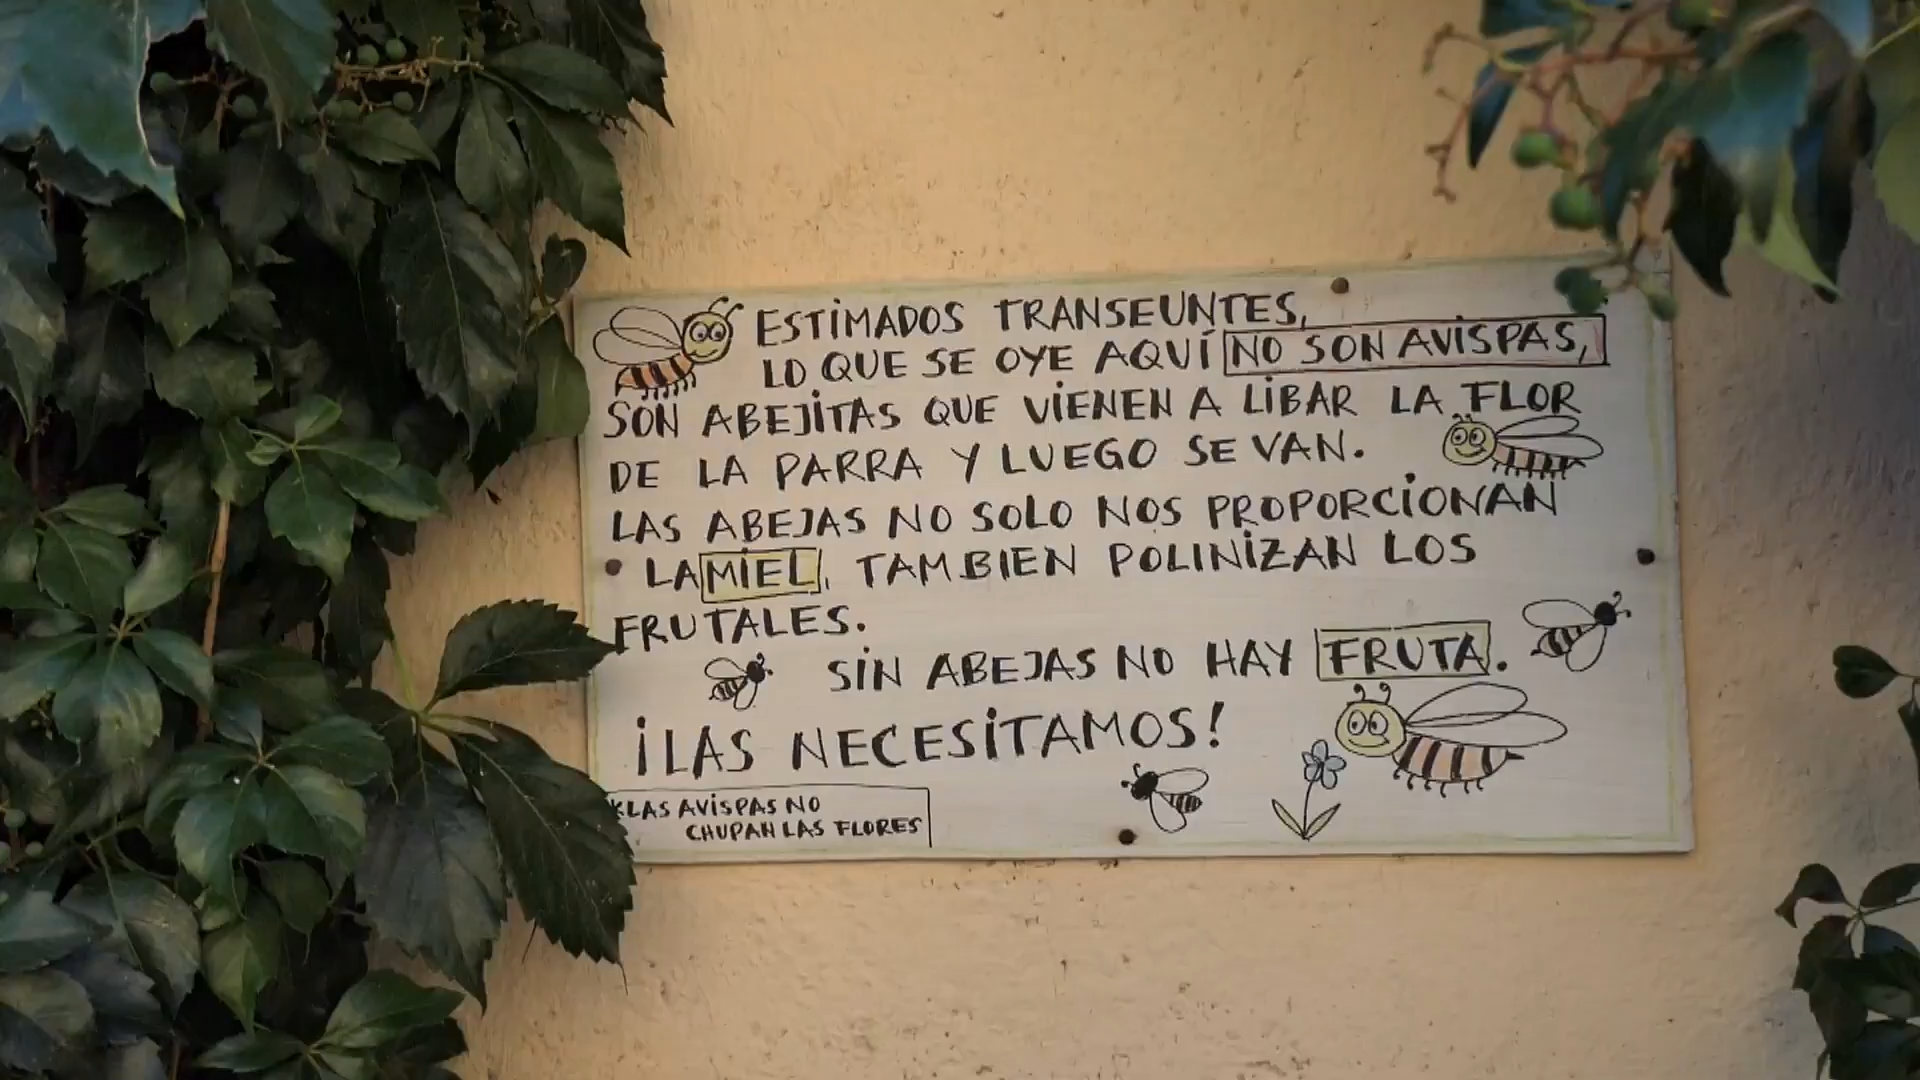 ESTIMADOS TRANSEUNTES,
LO QUE SE OYE AQUÍ NO SON AVISPAS,
SON ABEJITAS QUE VIENEN A LIBAR LA FLOR
DE LA PARRA Y LUEGO SE VAN.
LAS ABEJAS NO SOLO NOS PROPORCIONAN
LA MIEL, TAMBIEN POLINIZAN LOS
FRUTALES.
SIN ABEJAS NO HAY FRUTA.
¡LAS NECESITAMOS!
LAS AVISPAS NO
CHUPAN LAS FLORES